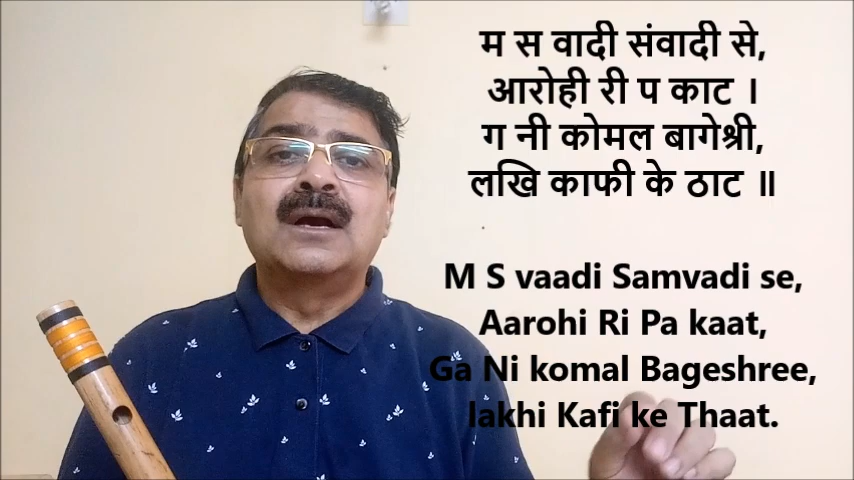 म स वादी संवादी से,
आरोही री प काट ।
ग नी कोमल बागेश्री,
लखि काफी के ठाट ॥
M S vaadi Samvadi se,
Aarohi Ri Pa kaat,
Ga Ni komal Bageshree,
lakhi Kafi ke Thaat.